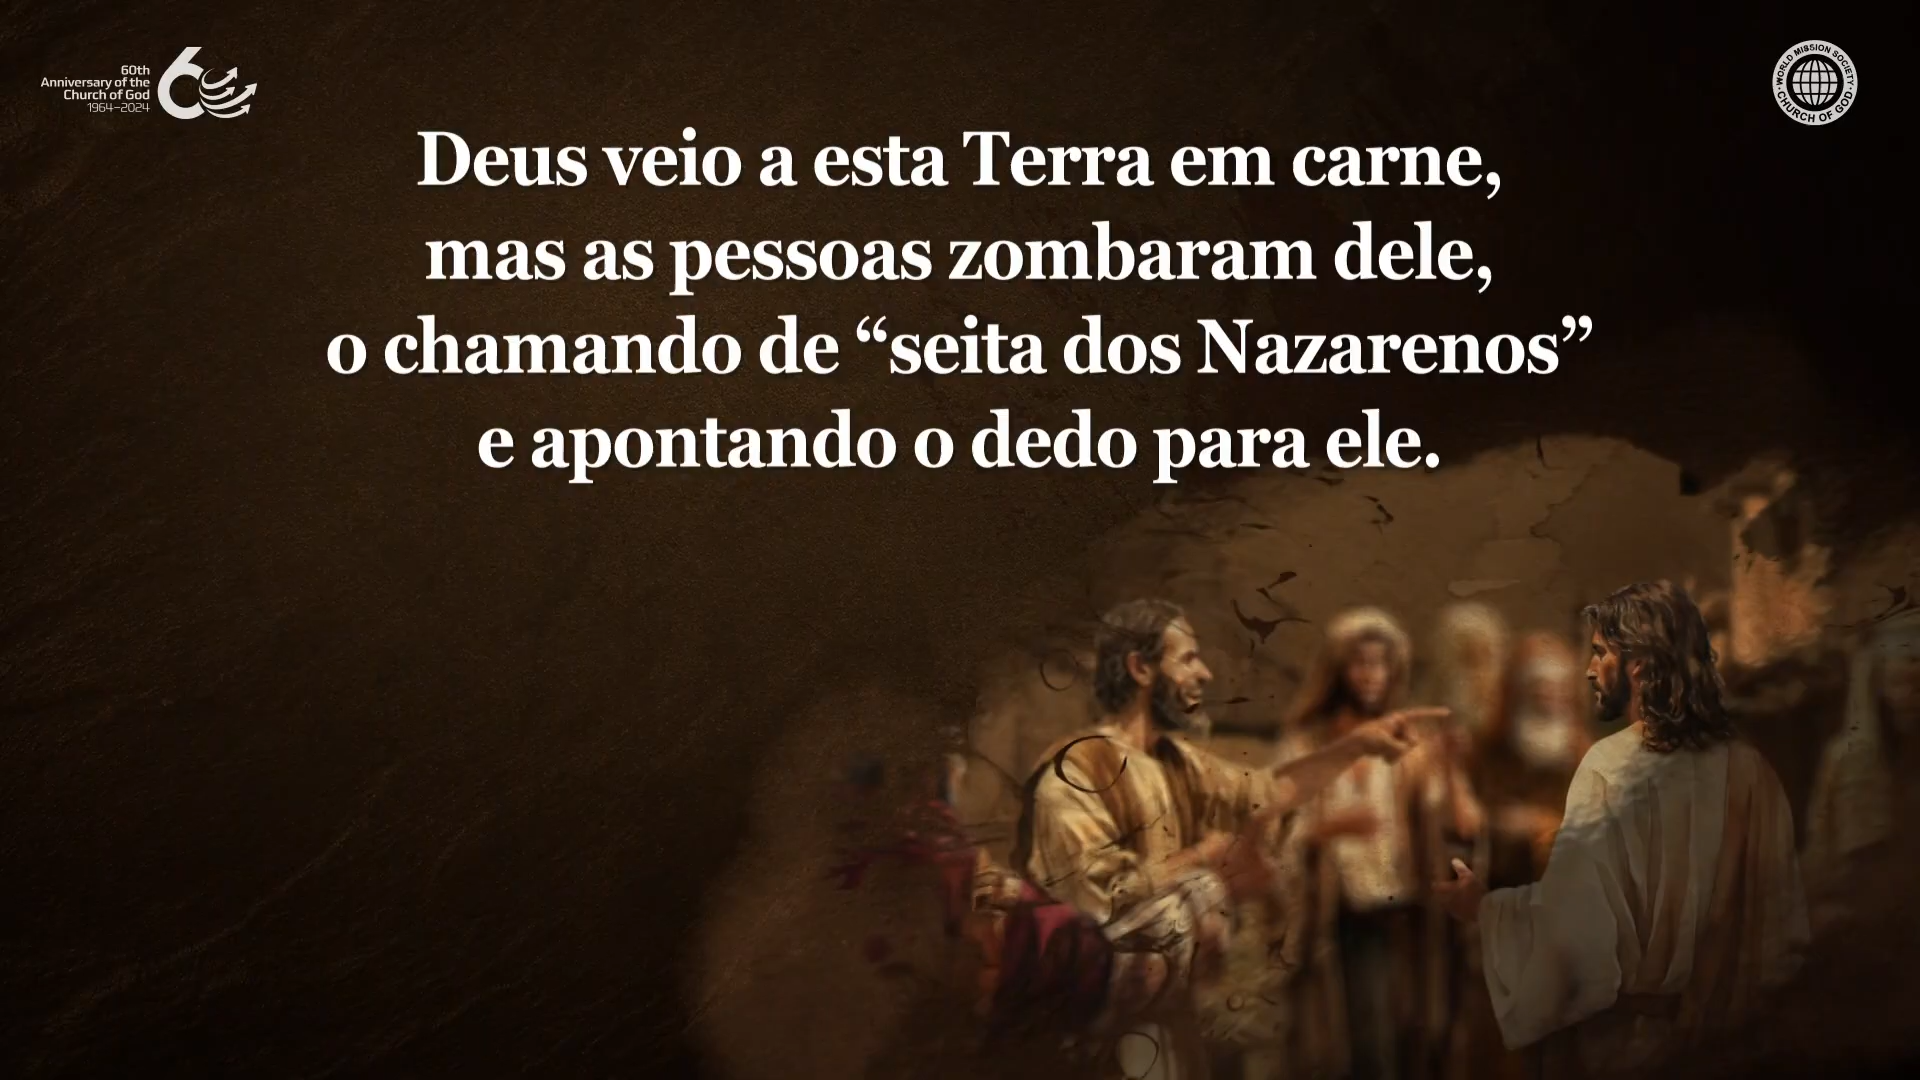 60th
Anniversary of the
Church of God
1964–2024
60
WORLD MISSION SOCIETY
CHURCH OF GOD
Deus veio a esta Terra em carne,
mas as pessoas zombaram dele,
o chamando de “seita dos Nazarenos”
e apontando o dedo para ele.